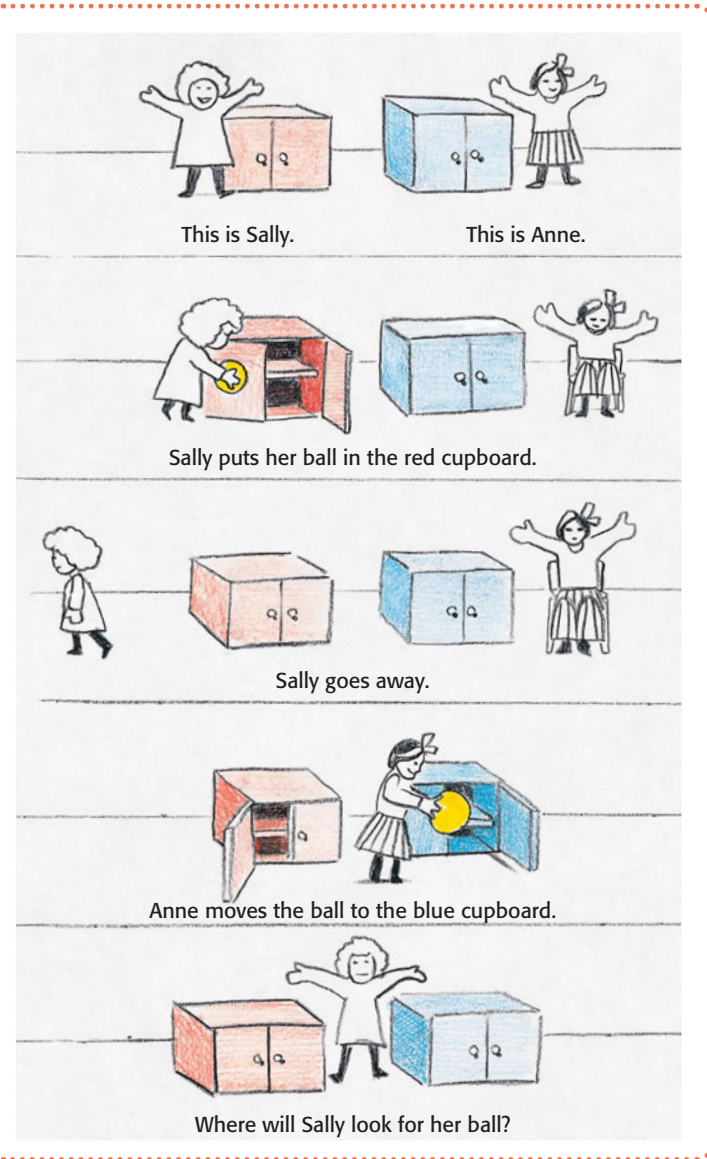 This is Sally.
This is Anne.
Sally puts her ball in the red cupboard.
Sally goes away.
Anne moves the ball to the blue cupboard.
Where will Sally look for her ball?